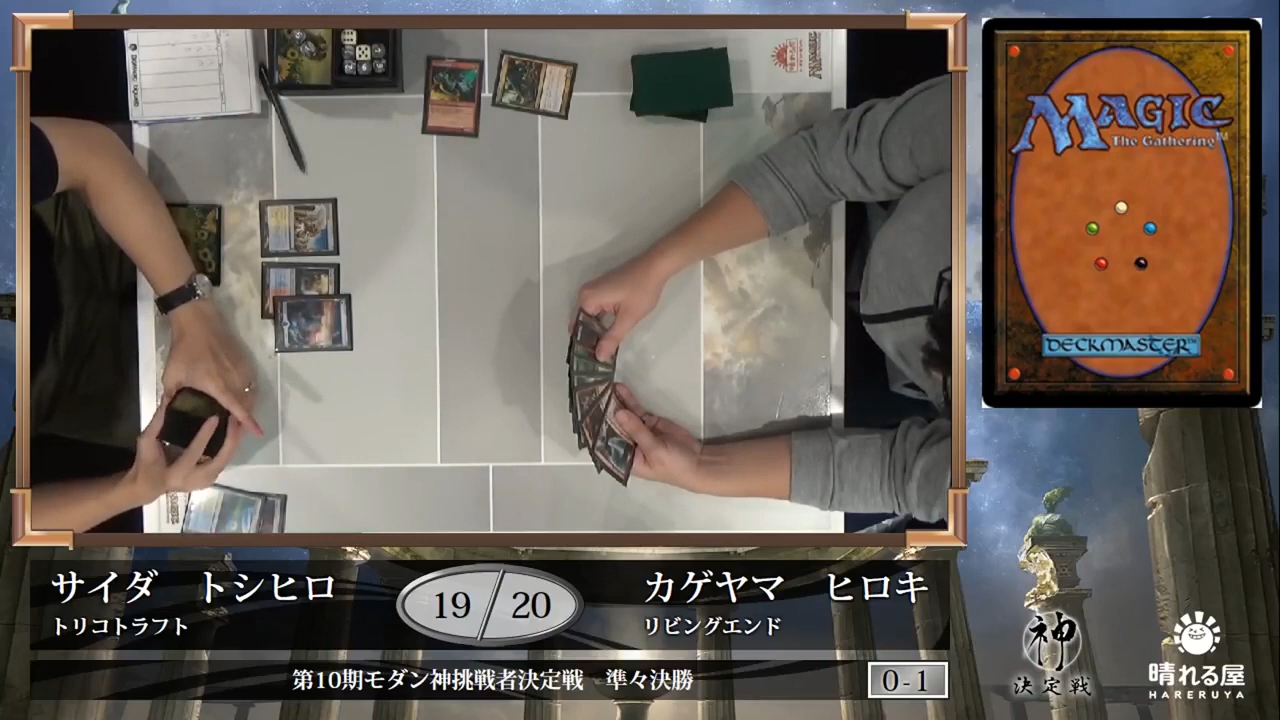 MAGIC
The Gathering
DECKMASTER
サイダ トシヒロ
トリコトラフト
19 / 20
カゲヤマ ヒロキ
リビングエンド
第10期モダン神挑戦者決定戦 準々決勝
0-1
神
決定戦
晴れる屋
HARERUYA